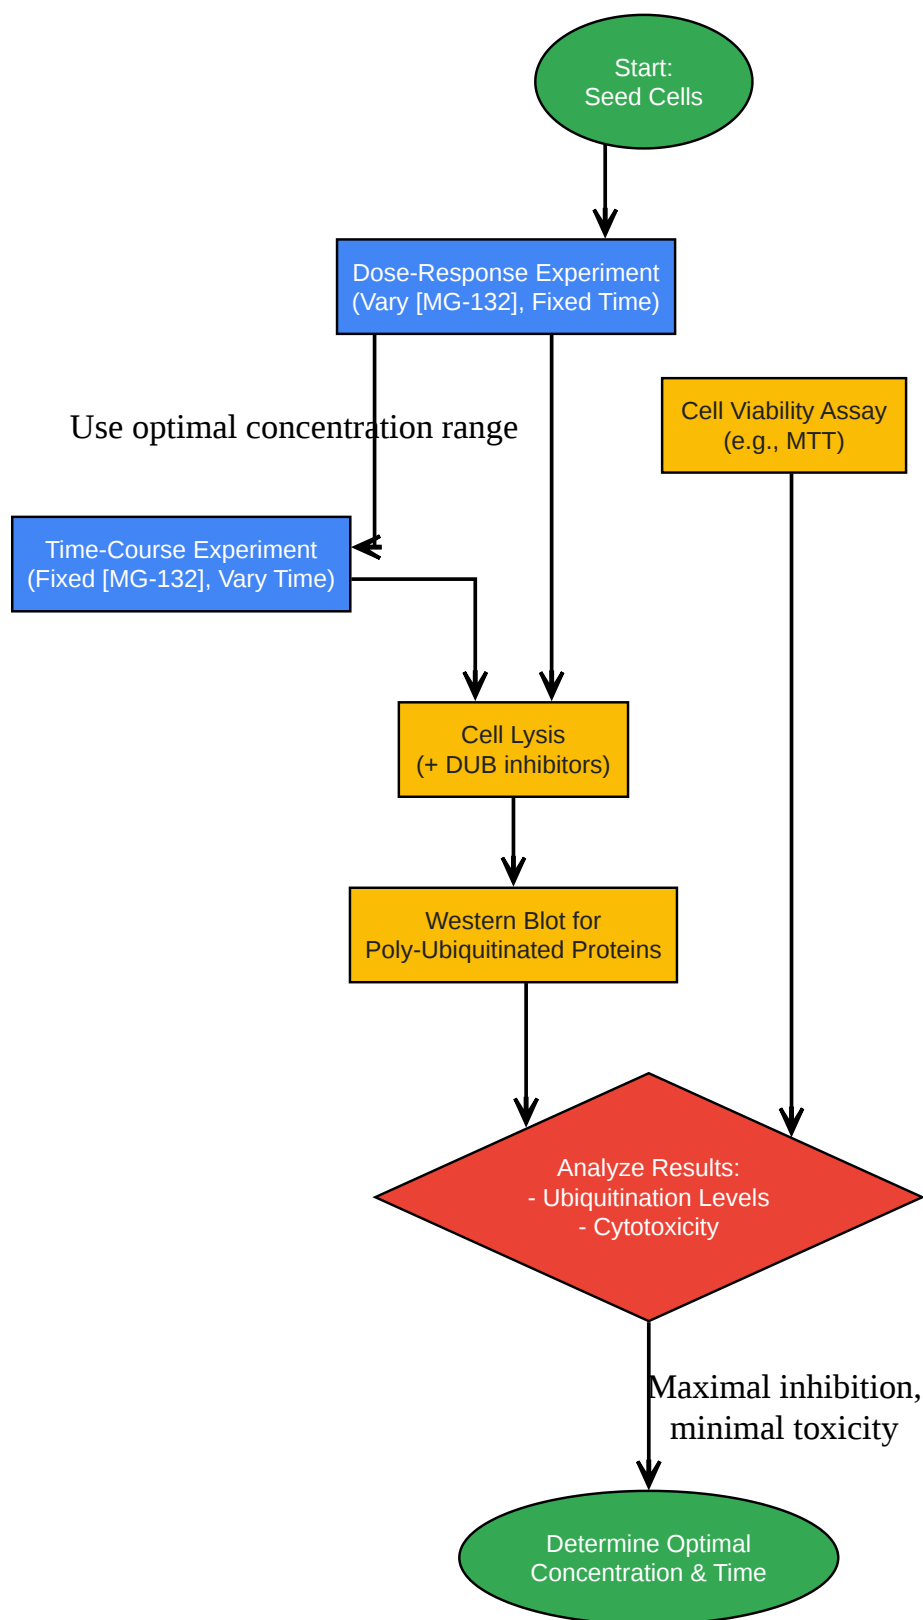 Start:
Seed Cells
Dose-Response Experiment
(Vary [MG-132], Fixed Time)
Cell Viability Assay
(e.g., MTT)
Use optimal concentration range
Time-Course Experiment
(Fixed [MG-132], Vary Time)
Cell Lysis
(+ DUB inhibitors)
Western Blot for
Poly-Ubiquitinated Proteins
Analyze Results:
- Ubiquitination Levels
- Cytotoxicity
Maximal inhibition,
minimal toxicity
Determine Optimal
Concentration & Time